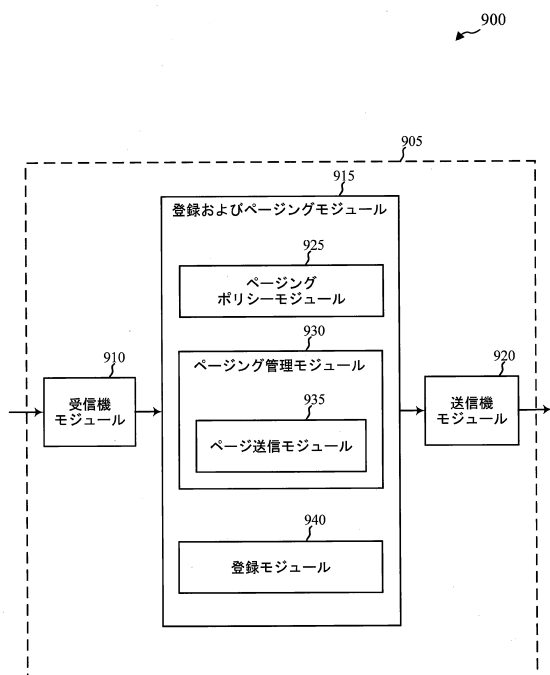 900
905
915
登録およびページングモジュール
925
ページング
ポリシーモジュール
930
ページング管理モジュール
910
受信機
モジュール
920
送信機
モジュール
935
ページ送信モジュール
940
登録モジュール